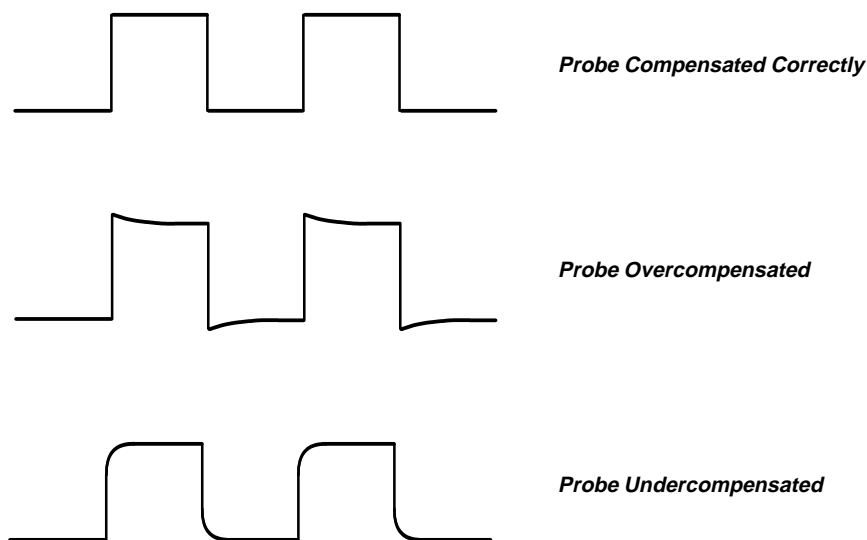 Probe Compensated Correctly
Probe Overcompensated
Probe Undercompensated